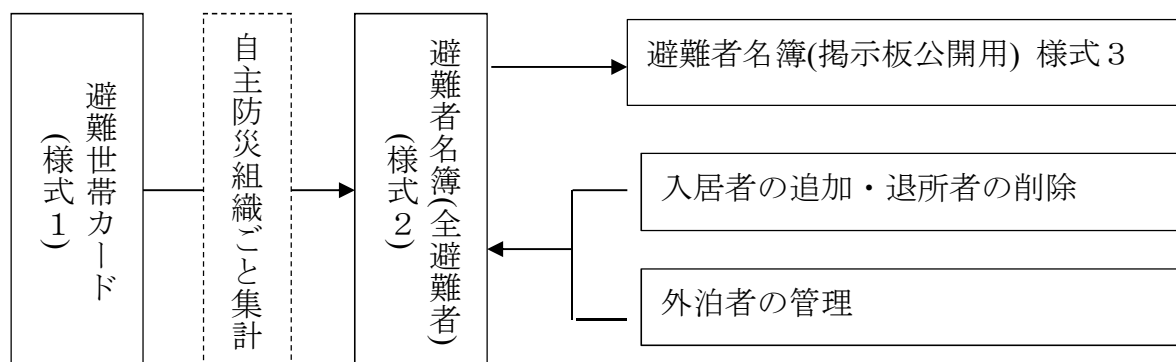 避難世帯カード
(様式1)
自主防災組織ごと集計
避難者名簿(全避難者)
(様式2)
避難者名簿(掲示板公開用) 様式3
入居者の追加・退所者の削除
外泊者の管理